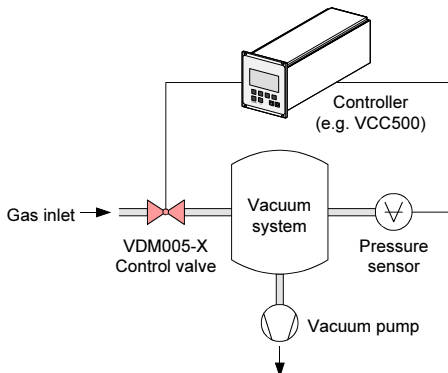 Controller
(e.g. VCC500)
Gas inlet
VDM005-X
Control valve
Vacuum
system
Pressure
sensor
Vacuum pump